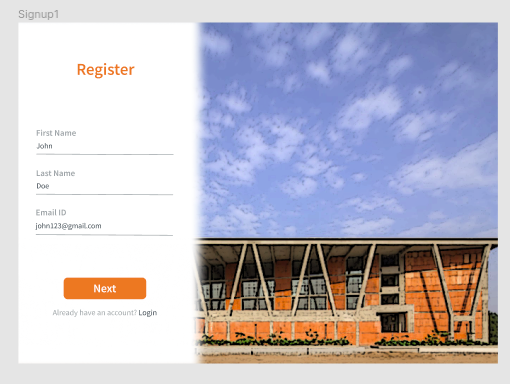 Signup1
Register
First Name
John
Last Name
Doe
Email ID
john123@gmail.com
Next
Already have an account? Login